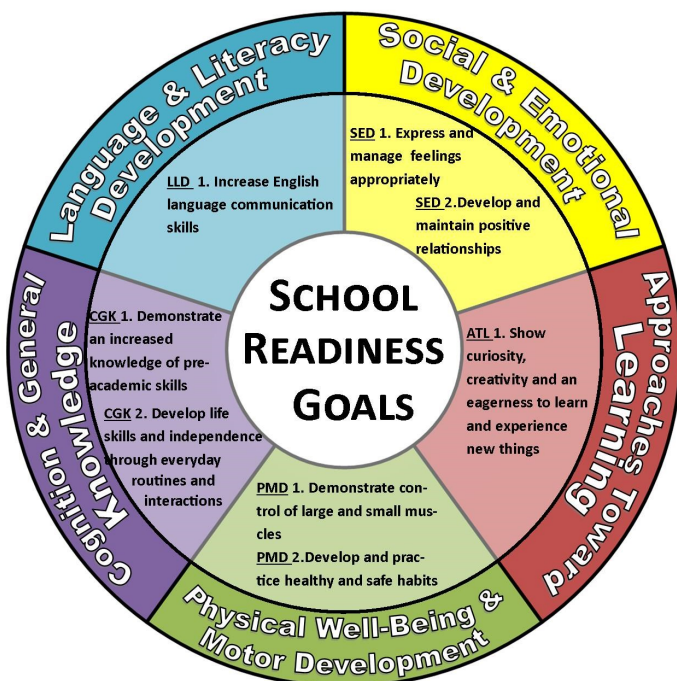 Language & Literacy
Development
LLD 1. Increase English
language communication
skills
Social & Emotional
Development
SED 1. Express and
manage feelings
appropriately
SED 2.Develop and
maintain positive
relationships
Approaches Toward
Learning
ATL 1. Show
curiosity,
creativity and an
eagerness to learn
and experience
new things
Physical Well-Being &
Motor Development
PMD 1. Demonstrate con-
trol of large and small mus-
cles
PMD 2.Develop and prac-
tice healthy and safe habits
Cognition & General
Knowledge
CGK 1. Demonstrate
an increased
knowledge of pre-
academic skills
CGK 2. Develop life
skills and independence
through everyday
routines and
interactions
SCHOOL
READINESS
GOALS